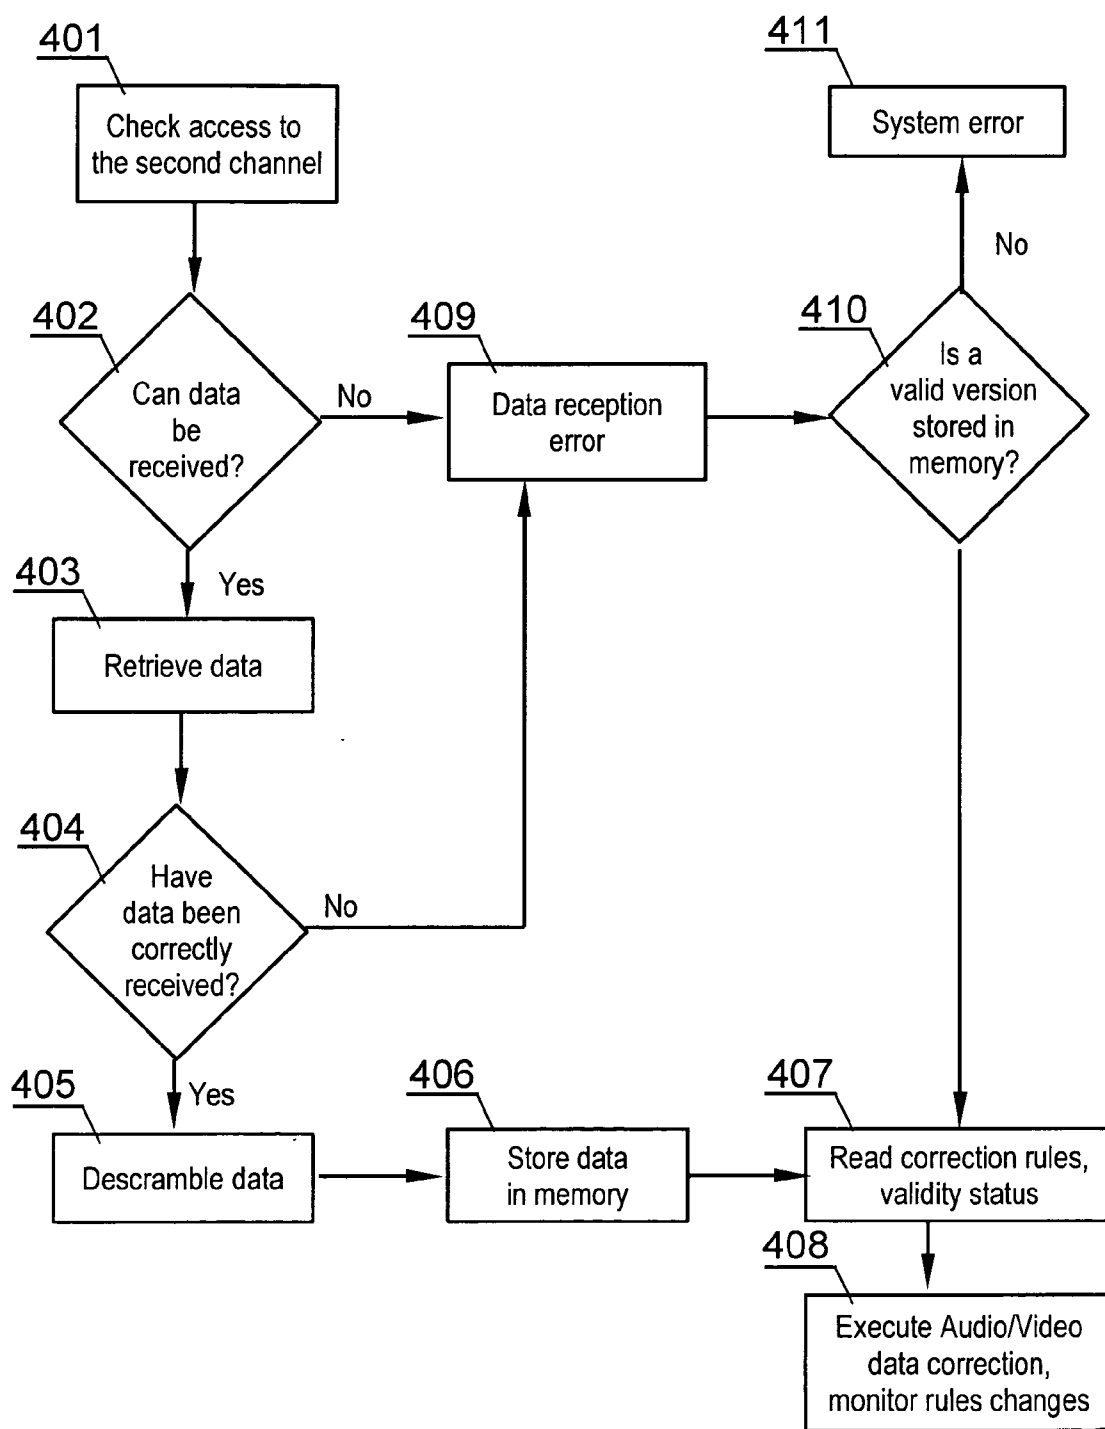 401
Check access to
the second channel
402
Can data
be
received?
No
Yes
403
Retrieve data
404
Have
data been
correctly
received?
No
Yes
405
Descramble data
406
Store data
in memory
407
Read correction rules,
validity status
408
Execute Audio/Video
data correction,
monitor rules changes
409
Data reception
error
410
Is a
valid version
stored in
memory?
No
411
System error